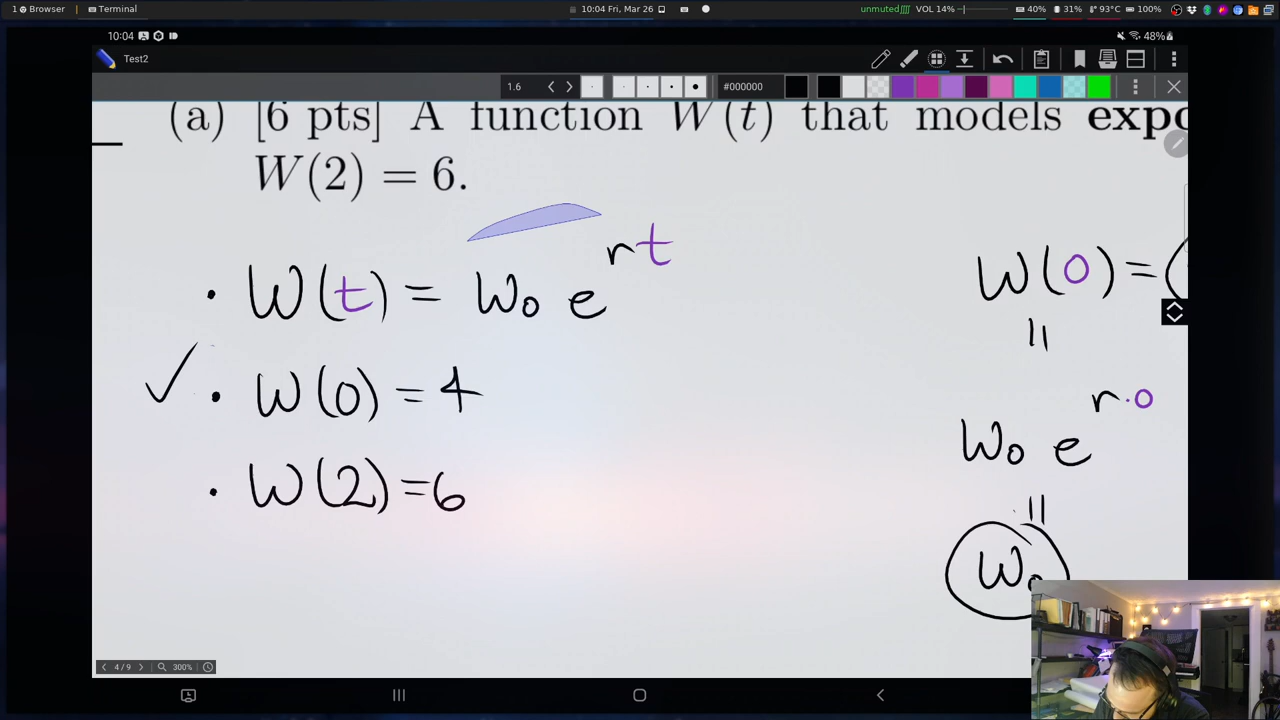 1 Browser Terminal 10:04 Fri, Mar 26 unmuted VOL 14% 40% 31% 93°C 100%
10:04 48%
Test2
1.6 #000000
(a) [6 pts] A function W(t) that models expo
W(2) = 6.
• W(t) = W₀ e^{rt}
✓ • W(0) = 4
• W(2) = 6
W(0) = (
||
W₀ e^{r·0}
||
W₀
4/9 300%